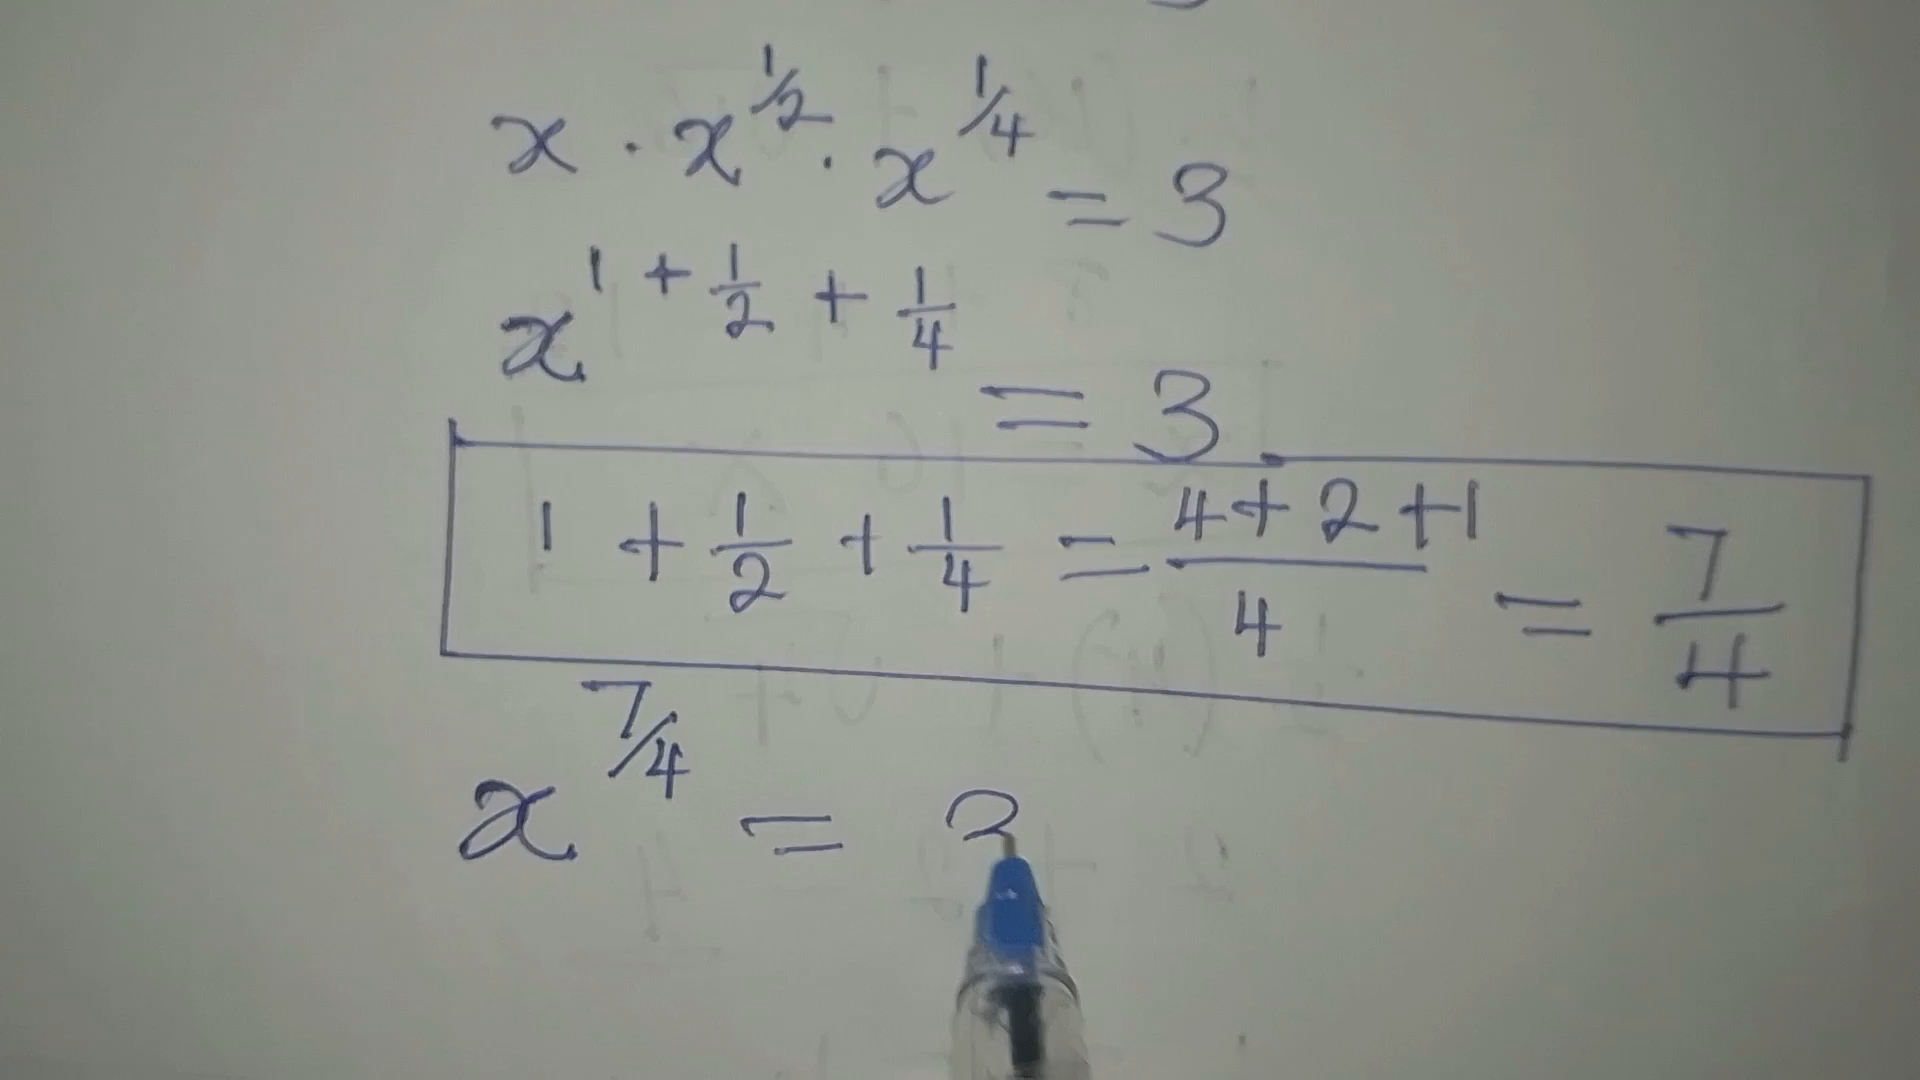 x · x^1/2 · x^1/4 = 3
x^1 + 1/2 + 1/4 = 3
1 + 1/2 + 1/4 = 4+2+1/4 = 7/4
x^7/4 =